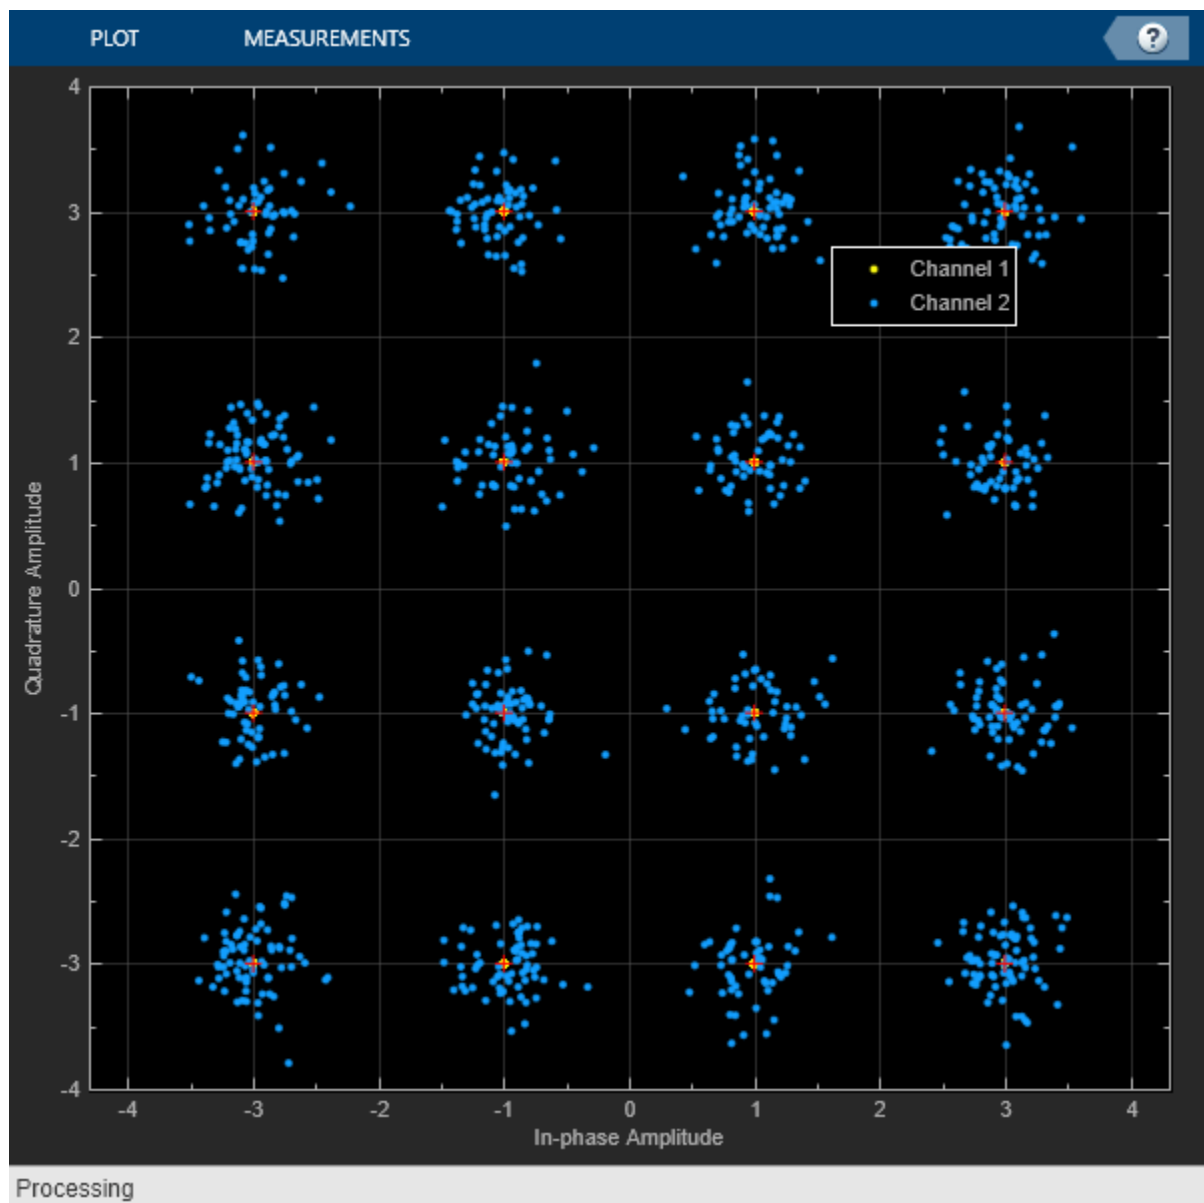 PLOT MEASUREMENTS ?
4
3
Channel 1
Channel 2
2
1
0
-1
-2
-3
-4
Quadrature Amplitude
-4 -3 -2 -1 0 1 2 3 4
In-phase Amplitude
Processing